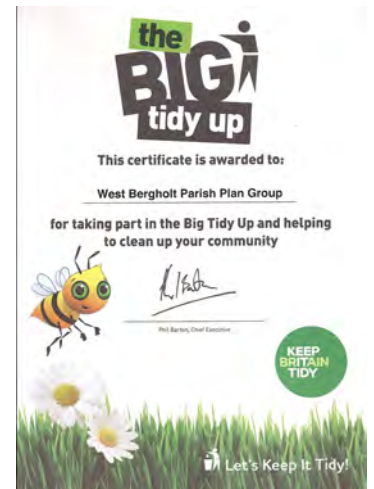 the
BIG
tidy up
This certificate is awarded to:
West Bergholt Parish Plan Group
for taking part in the Big Tidy Up and helping
to clean up your community
Phil Barton, Chief Executive
KEEP
BRITAIN
TIDY
Let's Keep It Tidy!